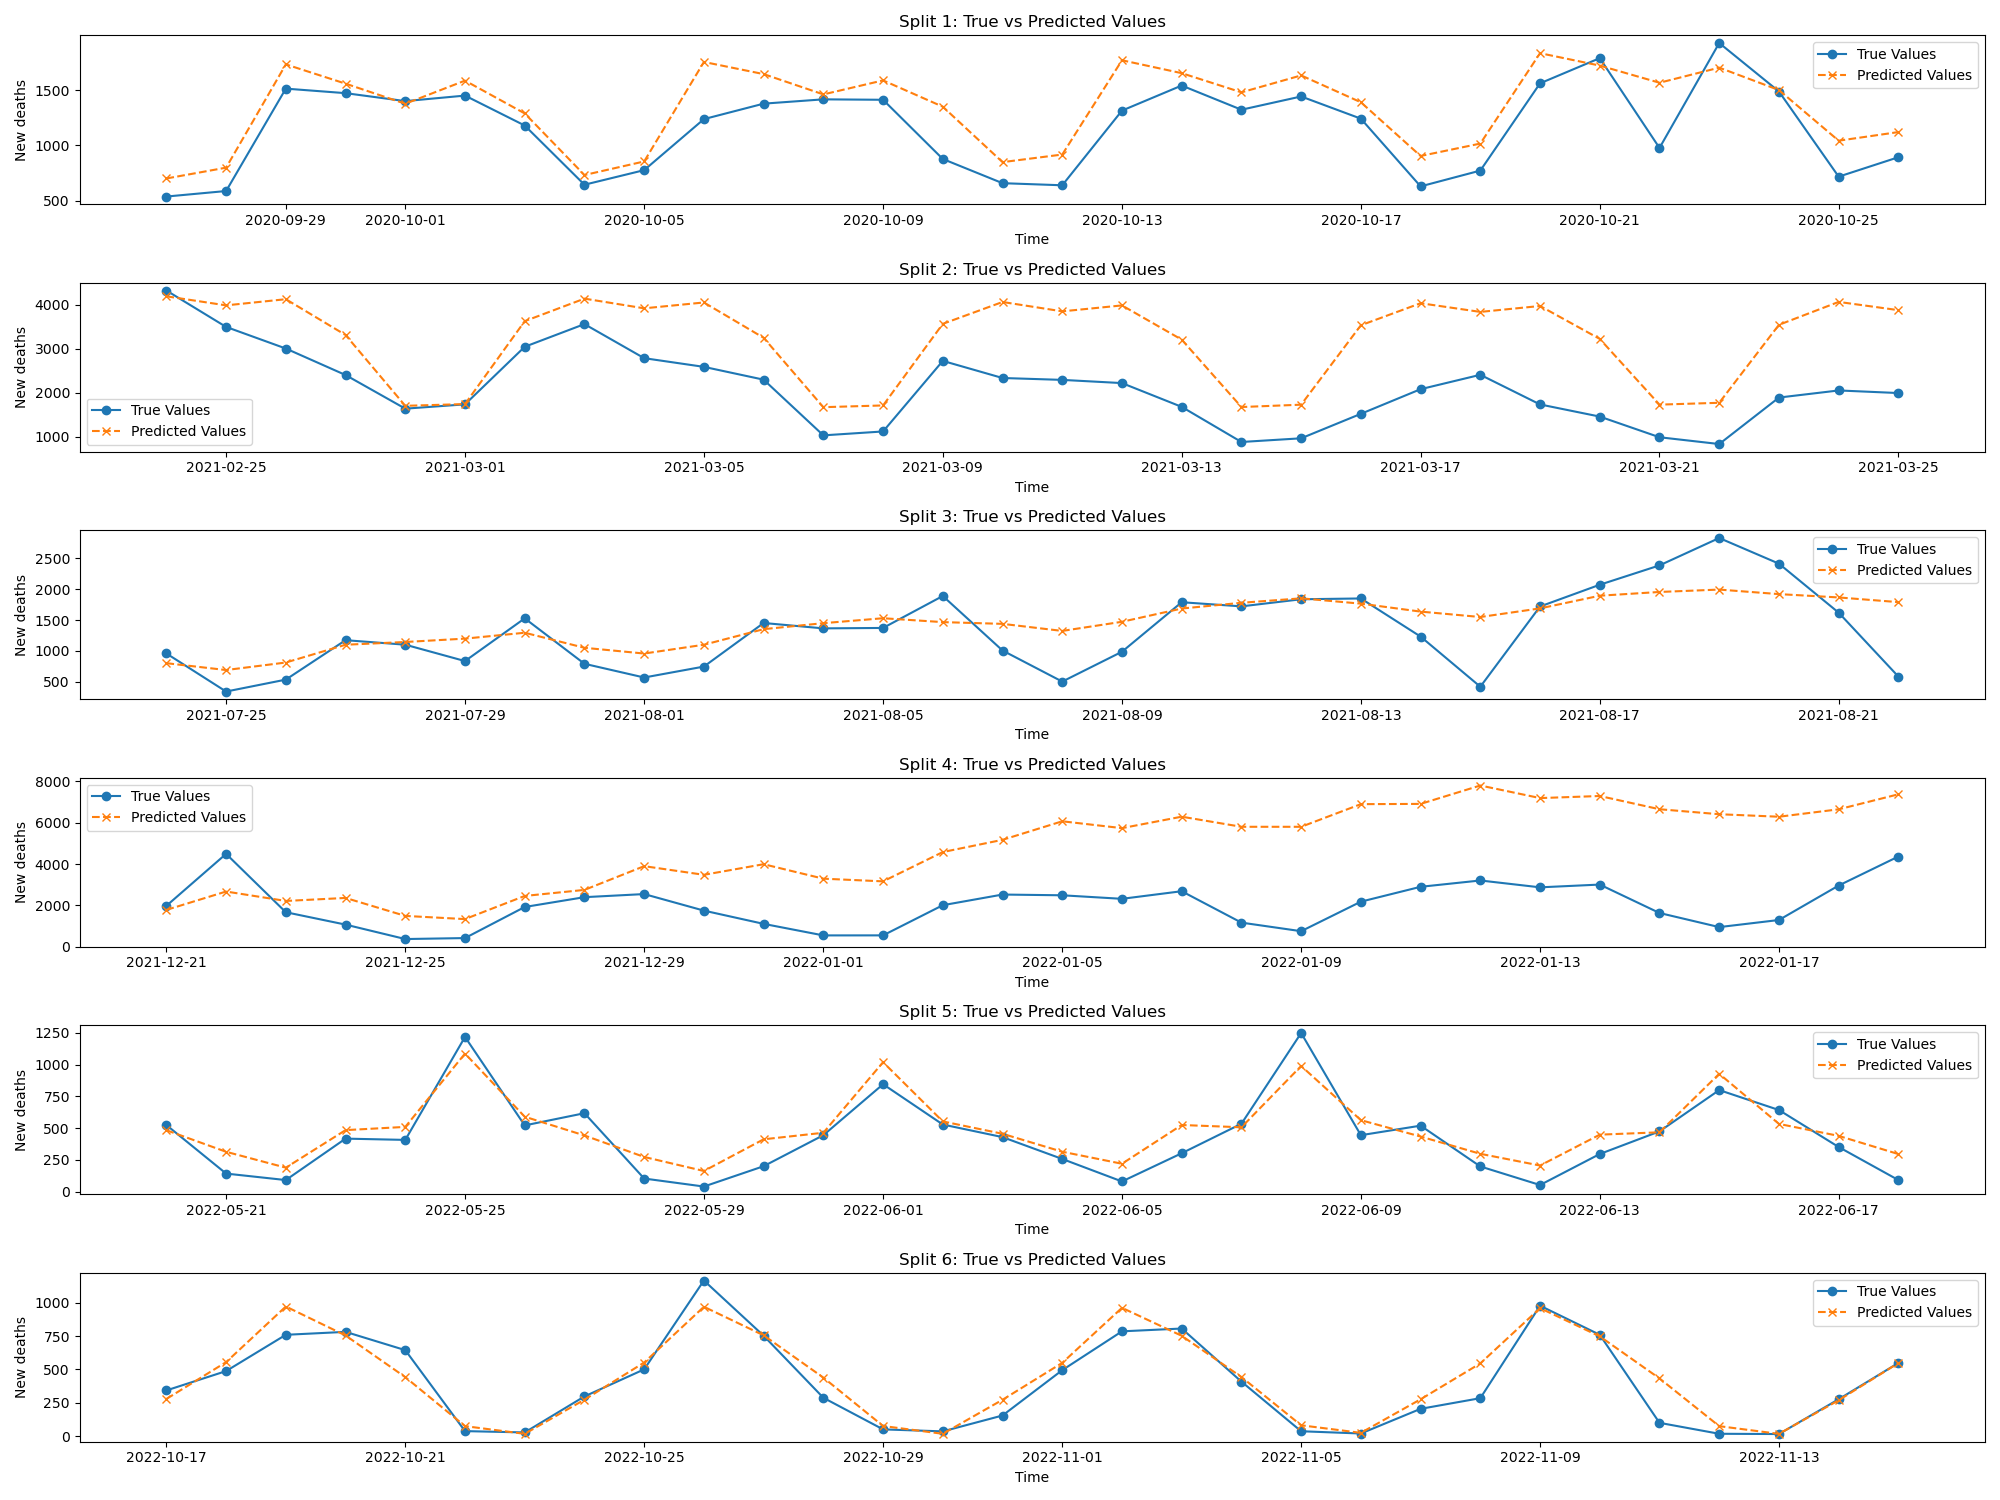 Split 1: True vs Predicted Values
New deaths
1500
1000
500
True Values
Predicted Values
2020-09-29 2020-10-01 2020-10-05 2020-10-09 2020-10-13 2020-10-17 2020-10-21 2020-10-25
Time
Split 2: True vs Predicted Values
New deaths
4000
3000
2000
1000
True Values
Predicted Values
2021-02-25 2021-03-01 2021-03-05 2021-03-09 2021-03-13 2021-03-17 2021-03-21 2021-03-25
Time
Split 3: True vs Predicted Values
New deaths
2500
2000
1500
1000
500
True Values
Predicted Values
2021-07-25 2021-07-29 2021-08-01 2021-08-05 2021-08-09 2021-08-13 2021-08-17 2021-08-21
Time
Split 4: True vs Predicted Values
New deaths
8000
6000
4000
2000
0
True Values
Predicted Values
2021-12-21 2021-12-25 2021-12-29 2022-01-01 2022-01-05 2022-01-09 2022-01-13 2022-01-17
Time
Split 5: True vs Predicted Values
New deaths
1250
1000
750
500
250
0
True Values
Predicted Values
2022-05-21 2022-05-25 2022-05-29 2022-06-01 2022-06-05 2022-06-09 2022-06-13 2022-06-17
Time
Split 6: True vs Predicted Values
New deaths
1000
750
500
250
0
True Values
Predicted Values
2022-10-17 2022-10-21 2022-10-25 2022-10-29 2022-11-01 2022-11-05 2022-11-09 2022-11-13
Time